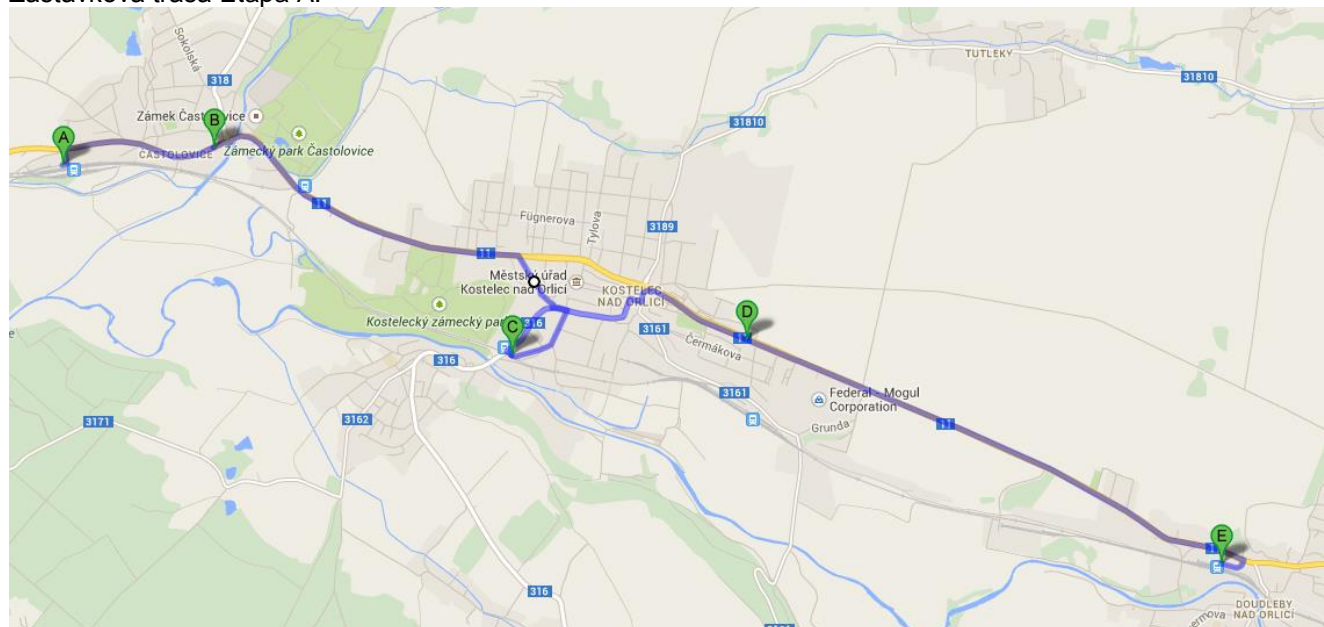 Zastávková trasa Etapa A:
Sokolská
318
TUTLEKY
31810
Zámek Častolovice
B
31810
A
ČASTOLOVICE
Zámecký park Častolovice
11
Fügnerova
Tylova
3189
11
Městský úřad
Kostelec nad Orlicí
KOSTELEC
NAD ORLICÍ
D
Kostelecký zámecký park
316
C
3161
11
Čermákova
316
Federal - Mogul
Corporation
3161
3171
3162
Grunda
11
E
316
DOUDLEBY
NAD ORLICÍ